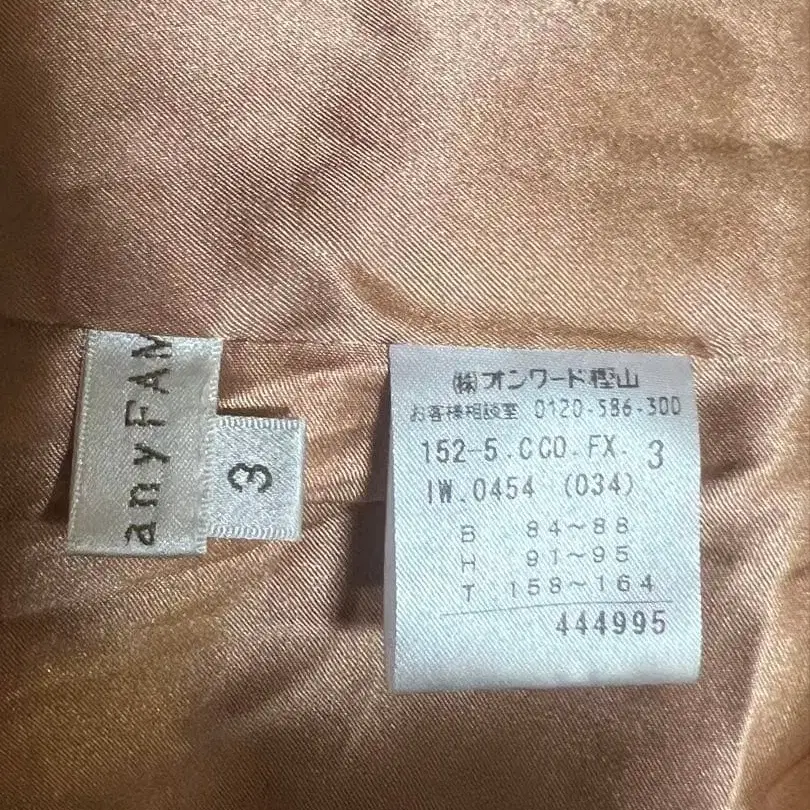 anyFAM
3
㈱オンワード樫山
お客様相談室 0120-586-300
152-5.CCO.FX. 3
IW.0454 (034)
B 84~88
H 91~95
T 158~164
444995